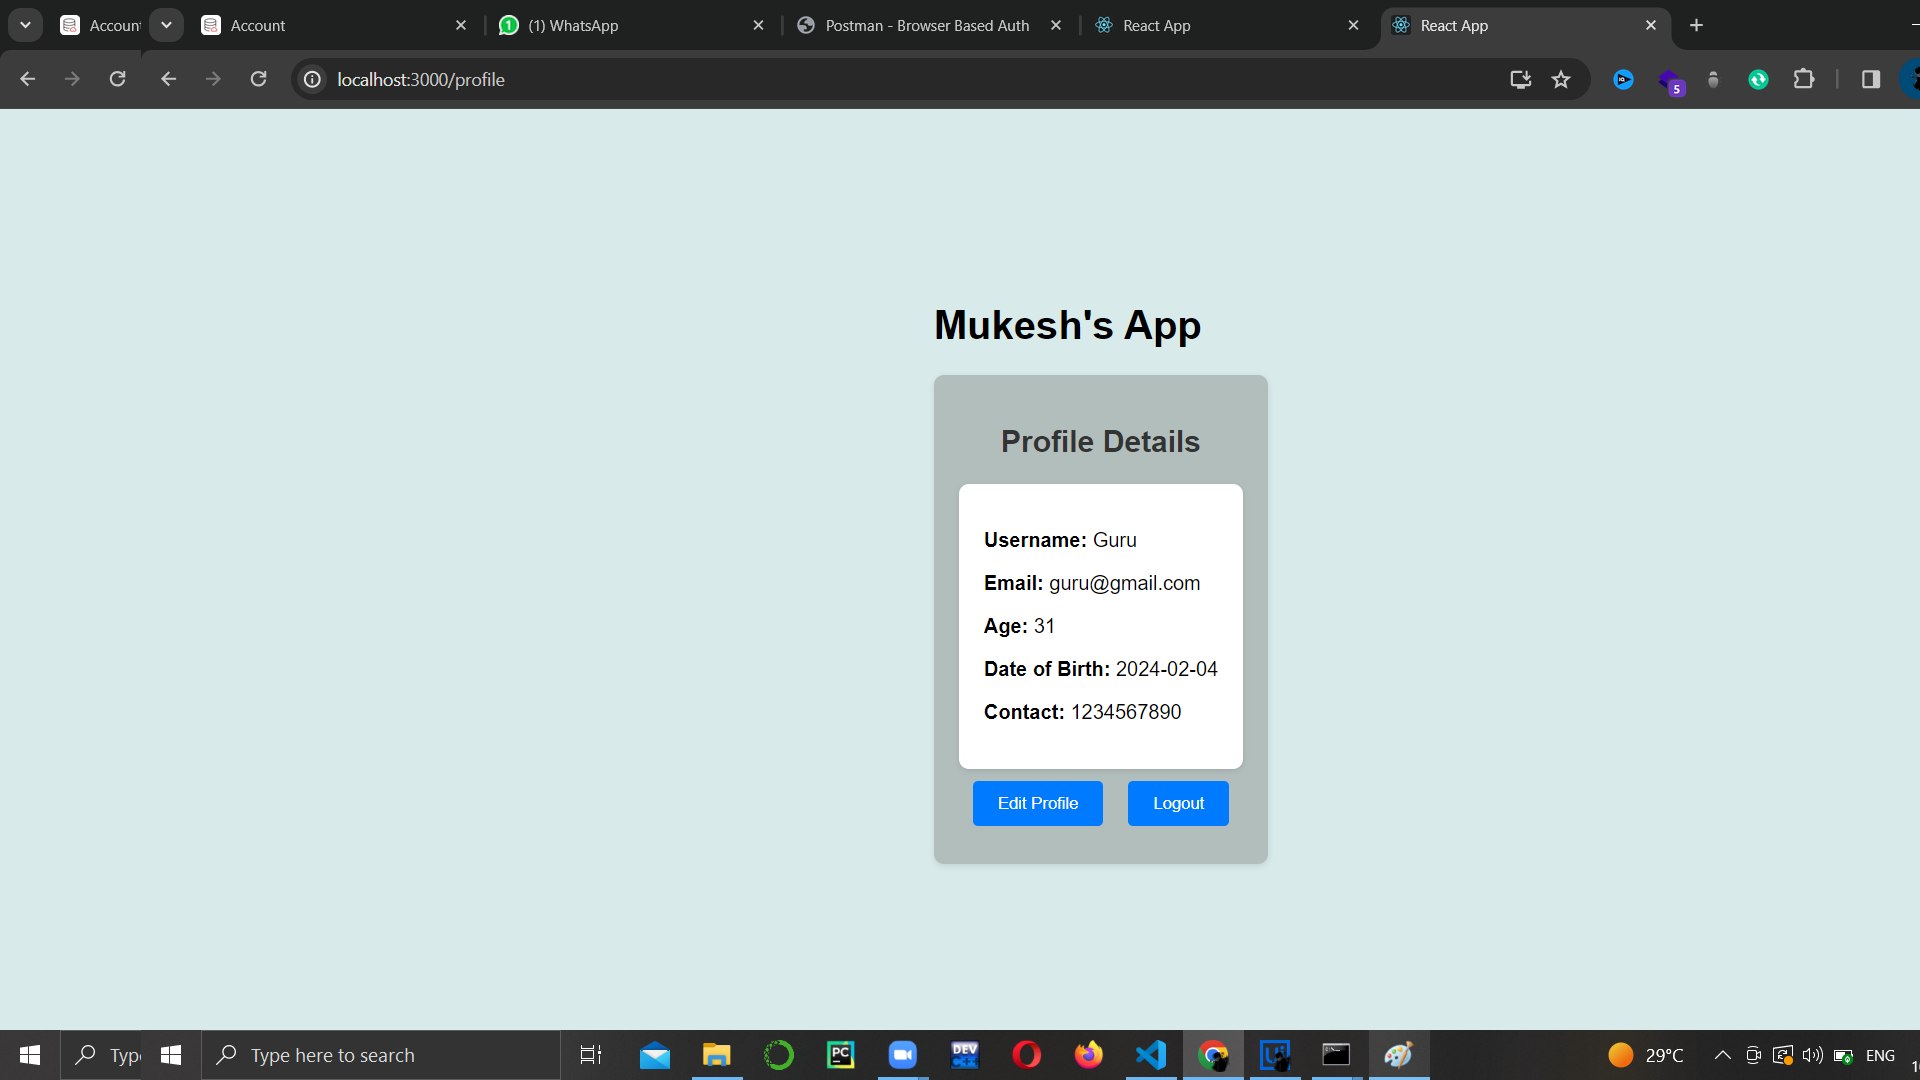 Accoun
Account
(1) WhatsApp
Postman - Browser Based Auth
React App
React App
localhost:3000/profile
5
Mukesh's App
Profile Details
Username: Guru
Email: guru@gmail.com
Age: 31
Date of Birth: 2024-02-04
Contact: 1234567890
Edit Profile
Logout
Type here to search
PC
DEV
C++
29°C
ENG